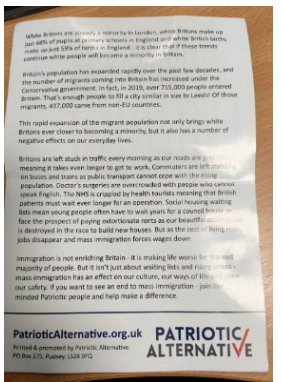 White Britons are already a minority in London, white Britons make up
just 66% of pupils at primary schools in England and white British births
make up just 59% of births in England - it is clear that if these trends
continue white people will become a minority in Britain.
Britain's population has expanded rapidly over the past few decades, and
the number of migrants coming into Britain has increased under the
Conservative government. In fact, in 2019, over 715,000 people entered
Britain. That's enough people to fill a city similar in size to Leeds! Of those
migrants, 437,000 came from non-EU countries.
This rapid expansion of the migrant population not only brings white
Britons ever closer to becoming a minority, but it also has a number of
negative effects on our everyday lives.
Britons are left stuck in traffic every morning as our roads are
meaning it takes even longer to get to work. Commuters are left standing
on buses and trains as public transport cannot cope with the rising
population. Doctor's surgeries are overcrowded with people who cannot
speak English. The NHS is crippled by health tourists meaning that British
patients must wait even longer for an operation. Social housing waiting
lists mean young people often have to wait years for a council house or
face the prospect of paying extortionate rents as our beautiful
is destroyed in the race to build new houses. But as the cost of living
jobs disappear and mass immigration forces wages down.
Immigration is not enriching Britain - it is making life worse for the vast
majority of people. But it isn't just about waiting lists and rising prices -
mass immigration has an effect on our culture, our ways of life and even
our safety. If you want to see an end to mass immigration - join like
minded Patriotic people and help make a difference.
PatrioticAlternative.org.uk
Printed & promoted by Patriotic Alternative:
PO Box 275, Pudsey, LS28 0FQ
PATRIOTIC
ALTERNATIVE